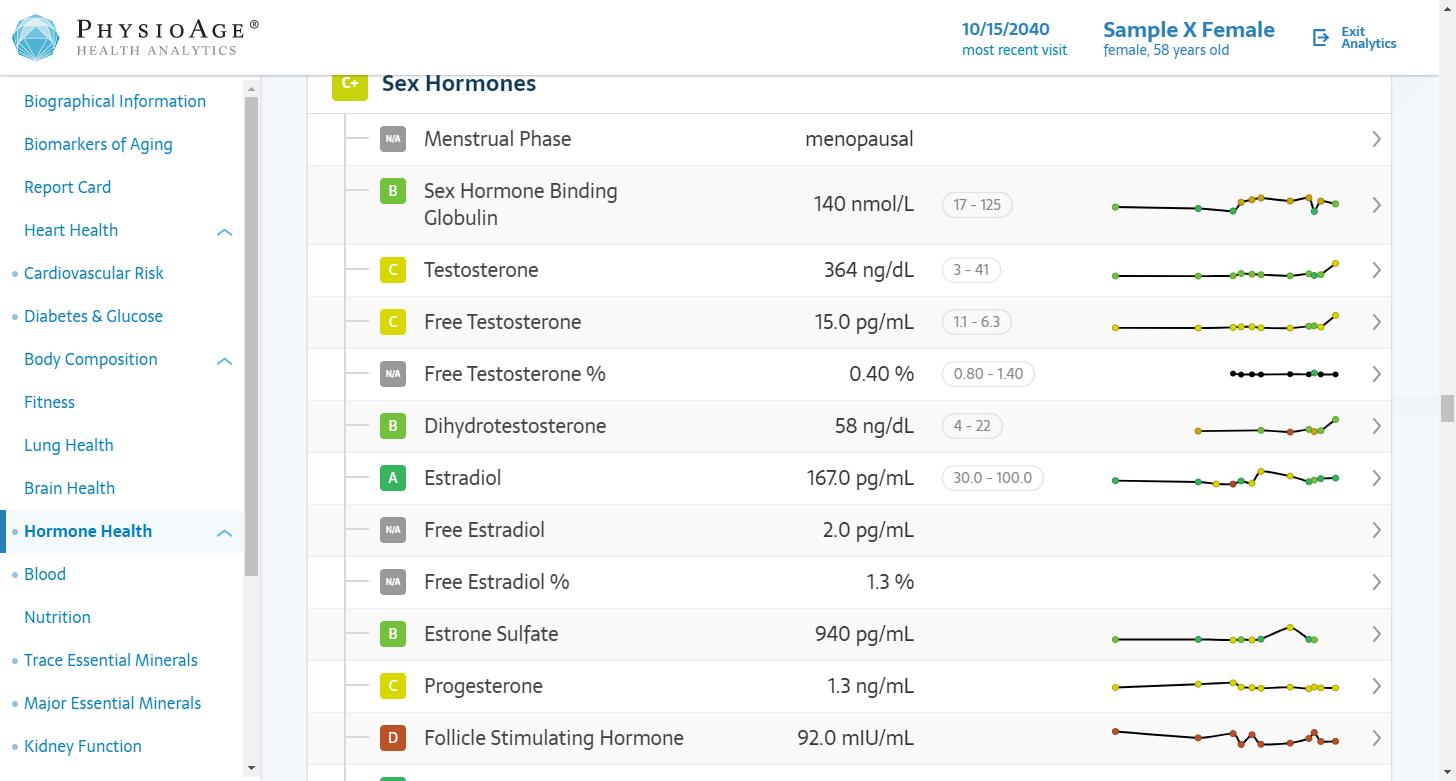 PHYSIOAGE®
HEALTH ANALYTICS
10/15/2040
most recent visit
Sample X Female
female, 58 years old
Exit
Analytics
Biographical Information
Biomarkers of Aging
Report Card
Heart Health
Cardiovascular Risk
Diabetes & Glucose
Body Composition
Fitness
Lung Health
Brain Health
Hormone Health
Blood
Nutrition
Trace Essential Minerals
Major Essential Minerals
Kidney Function
C+ Sex Hormones
N/A Menstrual Phase menopausal
B Sex Hormone Binding
Globulin 140 nmol/L 17 - 125
C Testosterone 364 ng/dL 3 - 41
C Free Testosterone 15.0 pg/mL 1.1 - 6.3
N/A Free Testosterone % 0.40 % 0.80 - 1.40
B Dihydrotestosterone 58 ng/dL 4 - 22
A Estradiol 167.0 pg/mL 30.0 - 100.0
N/A Free Estradiol 2.0 pg/mL
N/A Free Estradiol % 1.3 %
B Estrone Sulfate 940 pg/mL
C Progesterone 1.3 ng/mL
D Follicle Stimulating Hormone 92.0 mIU/mL